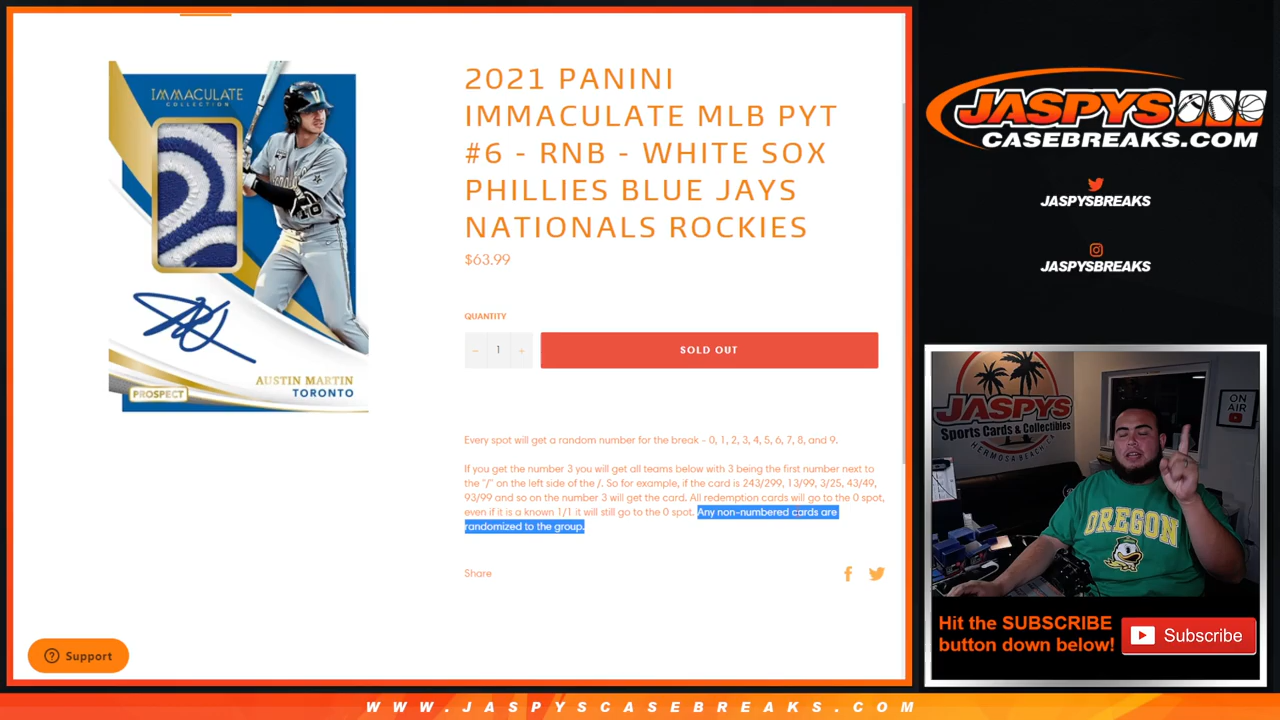 IMMACULATE
COLLECTION
AUSTIN MARTIN
TORONTO
PROSPECT
2021 PANINI
IMMACULATE MLB PYT
#6 - RNB - WHITE SOX
PHILLIES BLUE JAYS
NATIONALS ROCKIES
$63.99
QUANTITY
− 1 +
SOLD OUT
Every spot will get a random number for the break - 0, 1, 2, 3, 4, 5, 6, 7, 8, and 9.
If you get the number 3 you will get all teams below with 3 being the first number next to
the "/" on the left side of the /. So for example, if the card is 243/299, 13/99, 3/25, 43/49,
93/99 and so on the number 3 will get the card. All redemption cards will go to the 0 spot,
even if it is a known 1/1 it will still go to the 0 spot. Any non-numbered cards are
randomized to the group.
Share
Support
JASPYS
CASEBREAKS.COM
JASPYSBREAKS
JASPYSBREAKS
JASPYS
Sports Cards & Collectibles
HERMOSA BEACH, CA
ON AIR
OREGON
Hit the SUBSCRIBE
button down below!
Subscribe
WWW.JASPYSCASEBREAKS.COM